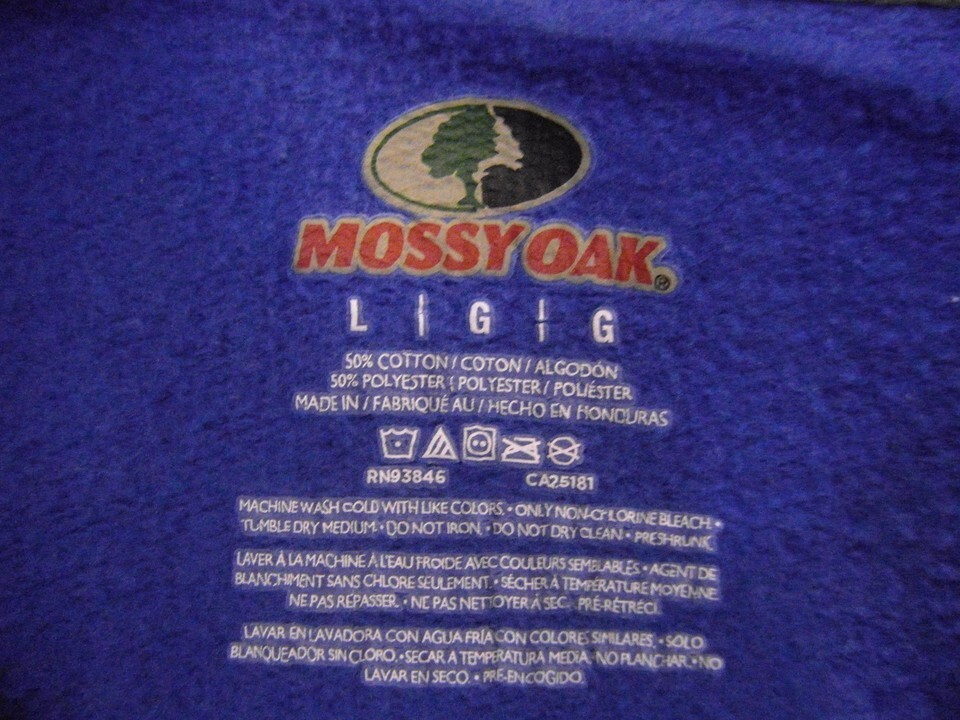 MOSSY OAK®
L | G | G
50% COTTON / COTON / ALGODÓN
50% POLYESTER / POLYESTER / POLIÉSTER
MADE IN / FABRIQUÉ AU / HECHO EN HONDURAS
RN93846 CA25181
MACHINE WASH COLD WITH LIKE COLORS. • ONLY NON-CHLORINE BLEACH. •
TUMBLE DRY MEDIUM • DO NOT IRON. • DO NOT DRY CLEAN • PRESHRUNK
LAVER À LA MACHINE À L'EAU FROIDE AVEC COULEURS SEMBLABLES. • AGENT DE
BLANCHIMENT SANS CHLORE SEULEMENT. • SÉCHER À TEMPÉRATURE MOYENNE.
NE PAS REPASSER. • NE PAS NETTOYER À SEC. PRÉ-RÉTRÉCI.
LAVAR EN LAVADORA CON AGUA FRÍA CON COLORES SIMILARES. • SOLO
BLANQUEADOR SIN CLORO. • SECAR A TEMPERATURA MEDIA. NO PLANCHAR. • NO
LAVAR EN SECO. • PRE-ENCOGIDO.